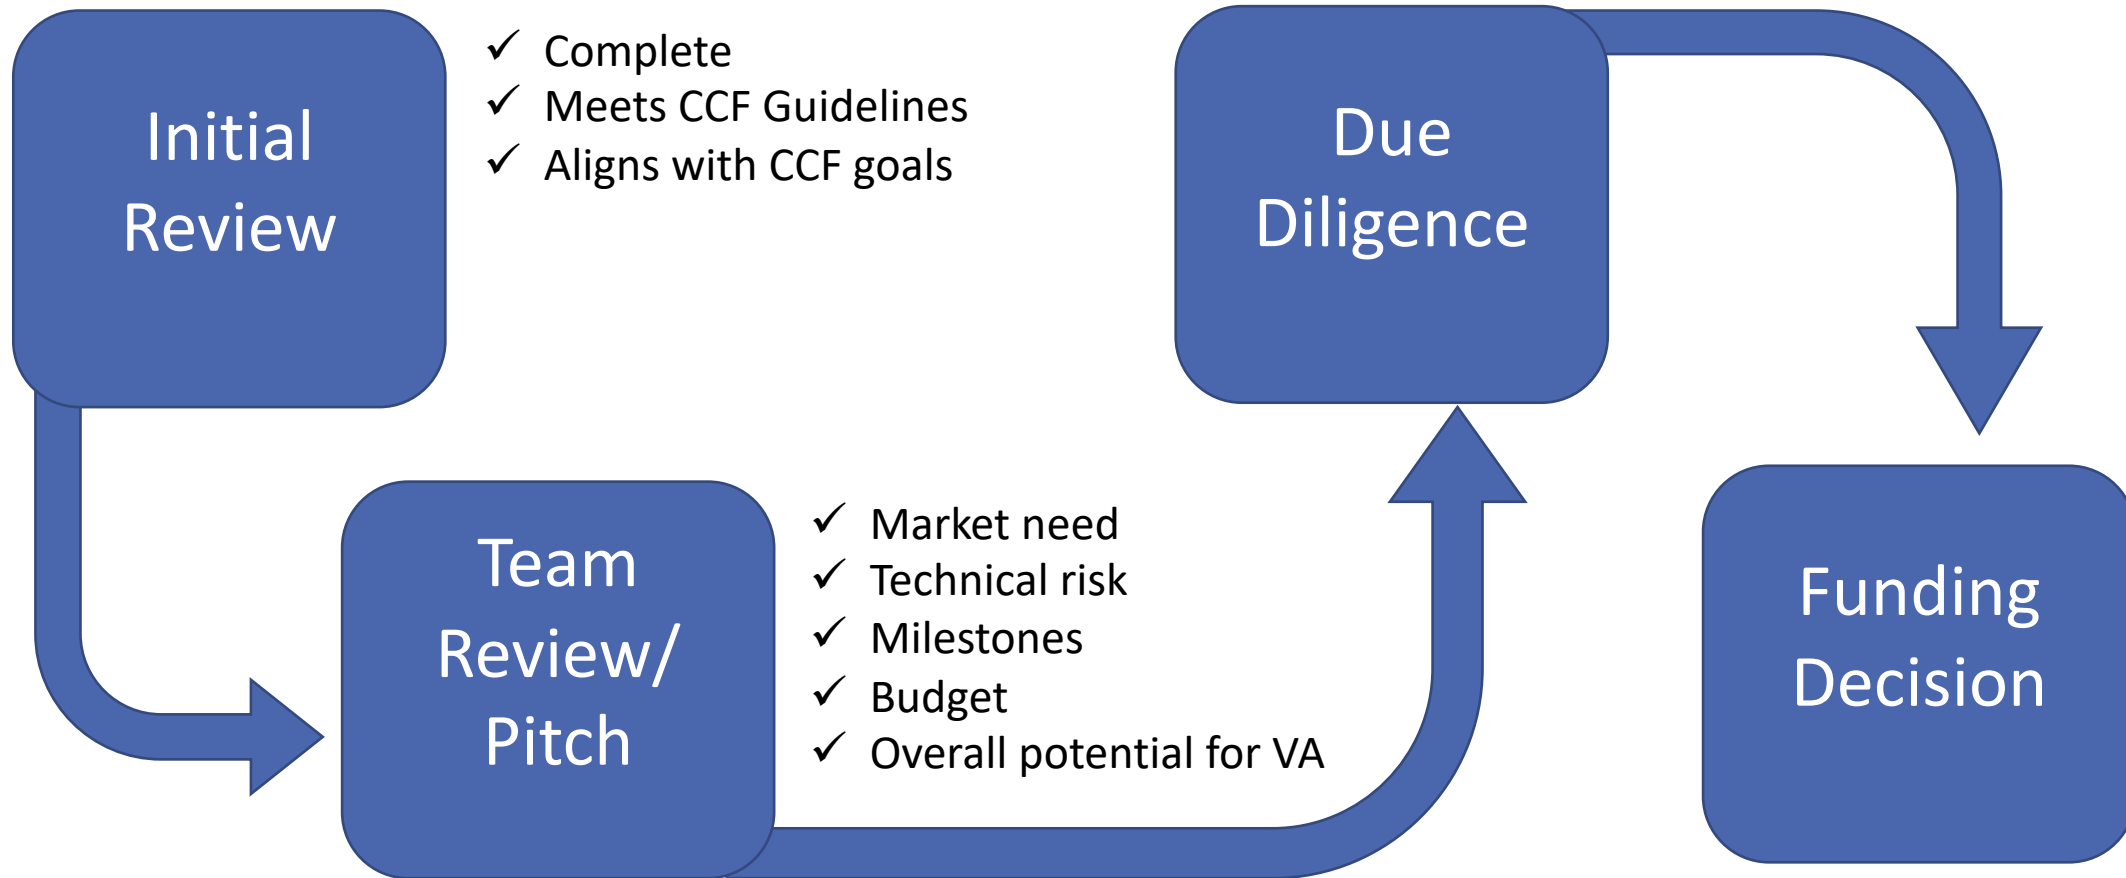 Initial
Review
✓ Complete
✓ Meets CCF Guidelines
✓ Aligns with CCF goals
Team
Review/
Pitch
✓ Market need
✓ Technical risk
✓ Milestones
✓ Budget
✓ Overall potential for VA
Due
Diligence
Funding
Decision